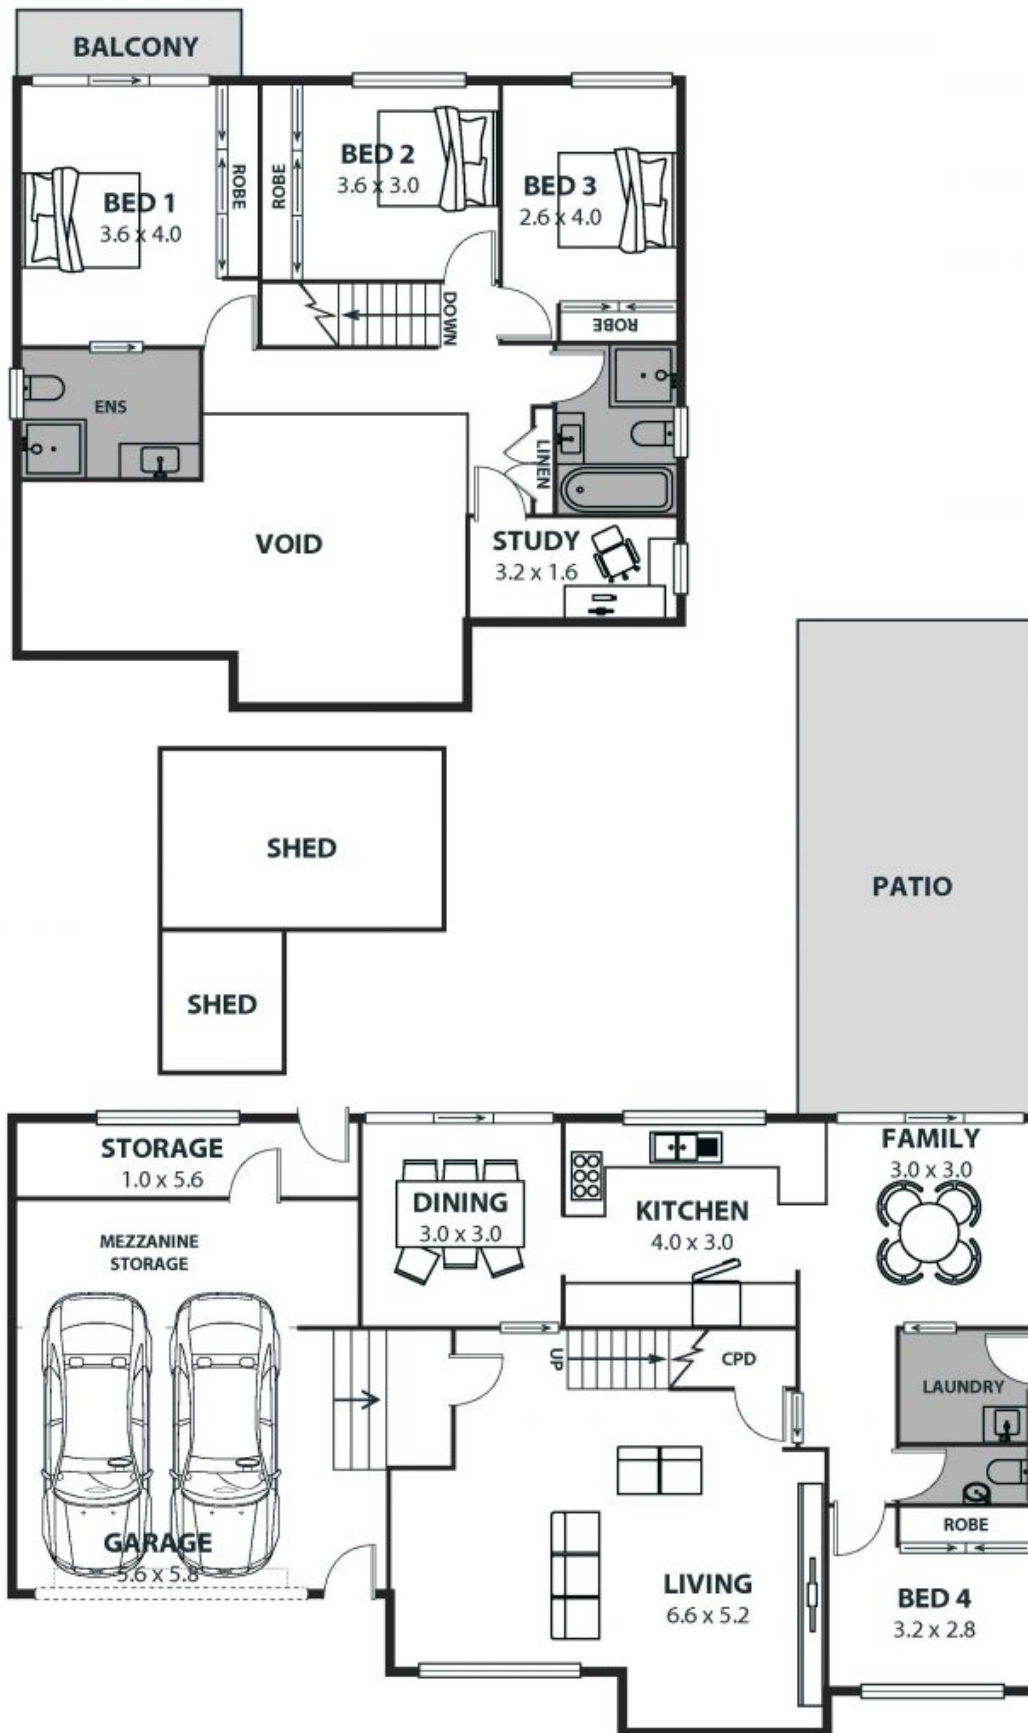 BALCONY
BED 1
3.6 x 4.0
ROBE
ROBE
BED 2
3.6 x 3.0
BED 3
2.6 x 4.0
ROBE
DOWN
ENS
LINEN
VOID
STUDY
3.2 x 1.6
SHED
SHED
PATIO
STORAGE
1.0 x 5.6
MEZZANINE
STORAGE
DINING
3.0 x 3.0
KITCHEN
4.0 x 3.0
FAMILY
3.0 x 3.0
UP
CPD
LAUNDRY
GARAGE
5.6 x 5.8
LIVING
6.6 x 5.2
ROBE
BED 4
3.2 x 2.8